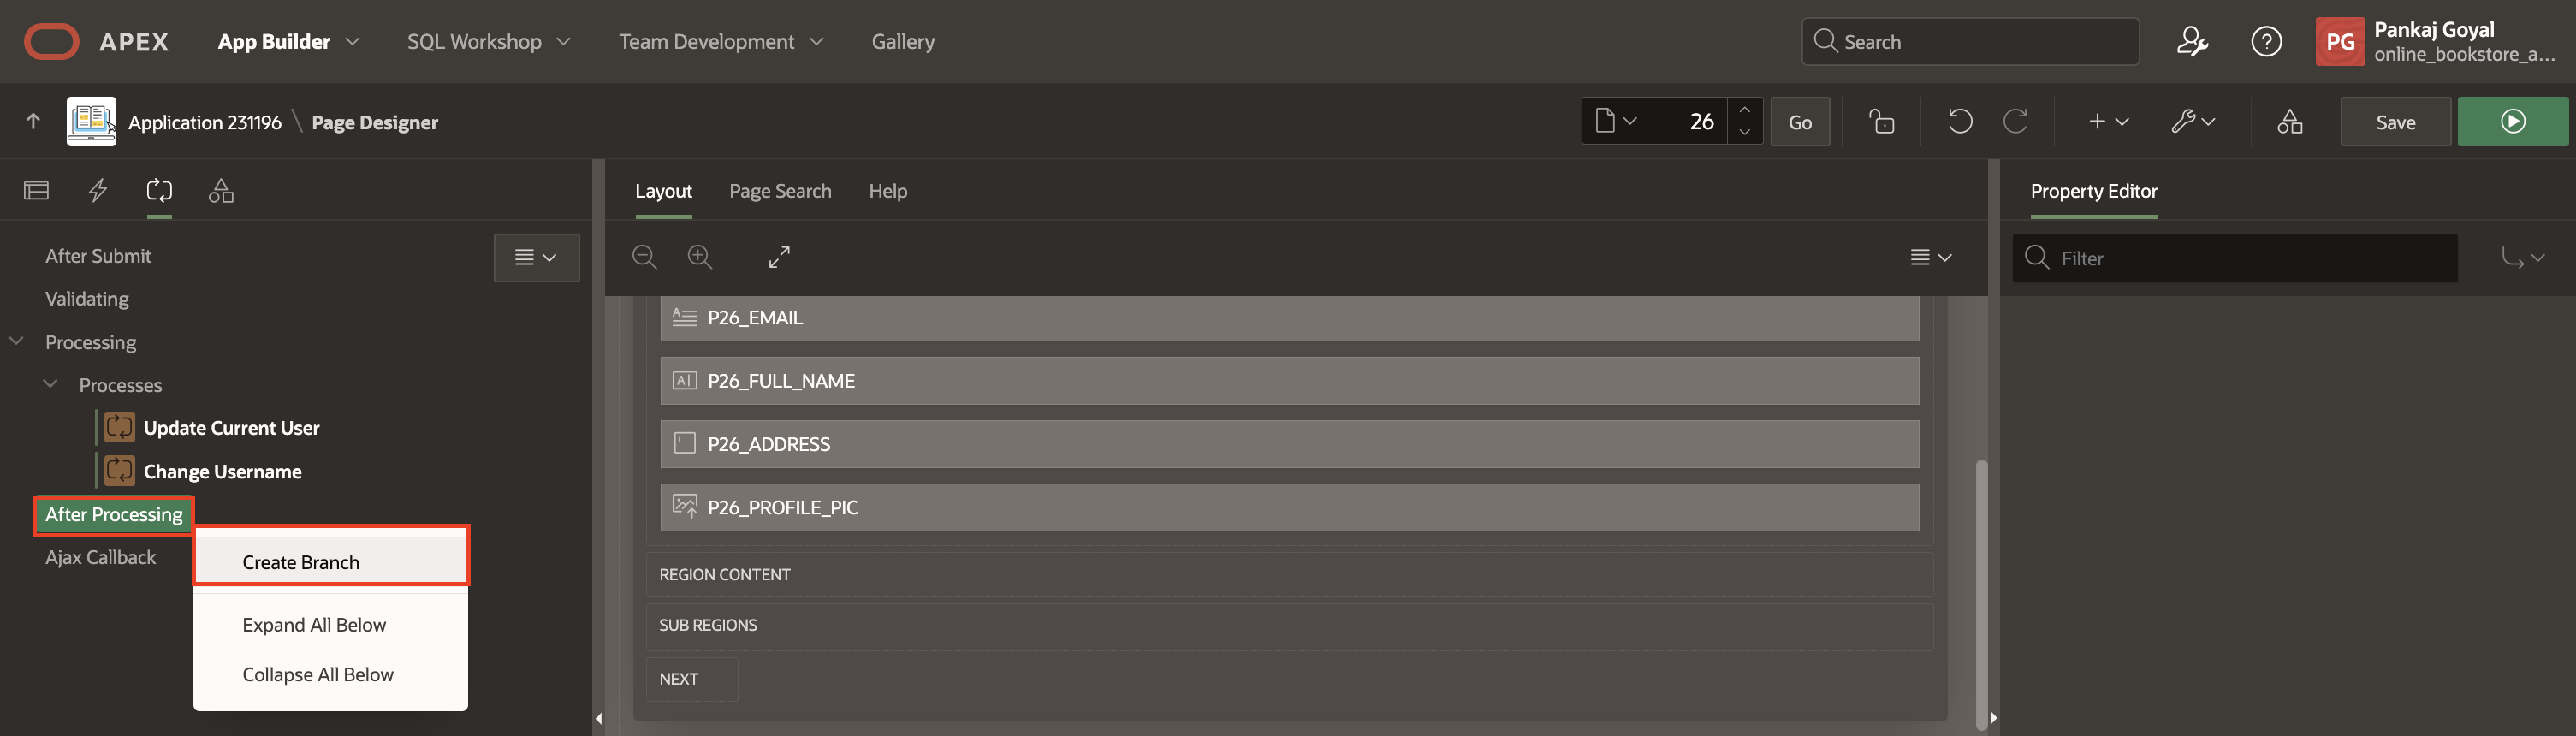 APEX App Builder SQL Workshop Team Development Gallery Search PG Pankaj Goyal
online_bookstore_a...
Application 231196 \ Page Designer 26 Go Save
Layout Page Search Help Property Editor
After Submit
Filter
Validating
P26_EMAIL
Processing
P26_FULL_NAME
Processes
Update Current User
P26_ADDRESS
Change Username
P26_PROFILE_PIC
After Processing
Ajax Callback
Create Branch
REGION CONTENT
Expand All Below
SUB REGIONS
Collapse All Below
NEXT